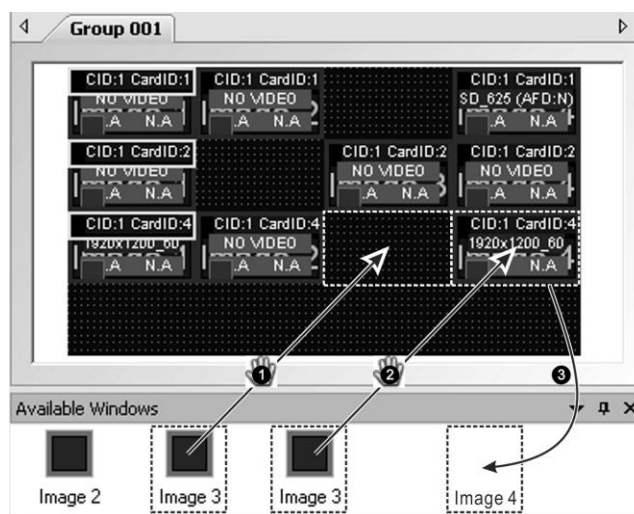 Group 001
CID:1 CardID:1 CID:1 CardID:1 CID:1 CardID:1
NO VIDEO NO VIDEO SD_625 (AFD:N)
.A N.A .A N.A .A N.A
CID:1 CardID:2 CID:1 CardID:2 CID:1 CardID:2
NO VIDEO NO VIDEO NO VIDEO
.A N.A .A N.A .A N.A
CID:1 CardID:4 CID:1 CardID:4 CID:1 CardID:4
1920x1200_60 NO VIDEO 1920x1200_60
.A N.A .A N.A .A N.A
1 2 3
Available Windows
Image 2 Image 3 Image 3 Image 4